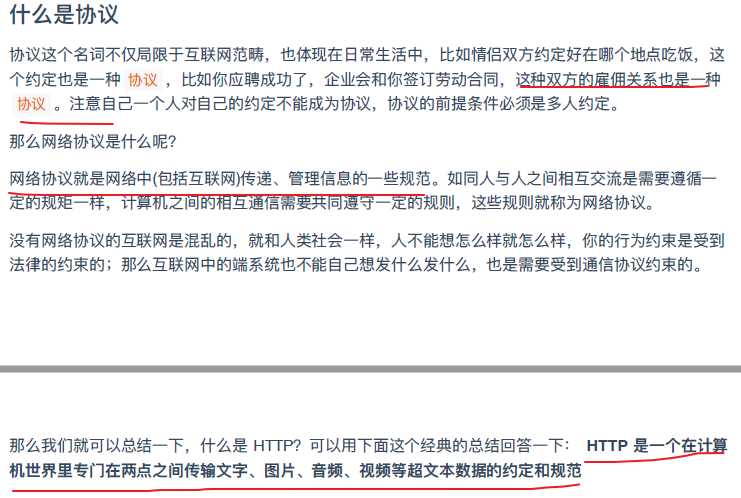 什么是协议
协议这个名词不仅局限于互联网范畴，也体现在日常生活中，比如情侣双方约定好在哪个地点吃饭，这
个约定也是一种 协议 ，比如你应聘成功了，企业会和你签订劳动合同，这种双方的雇佣关系也是一种
协议 。注意自己一个人对自己的约定不能成为协议，协议的前提条件必须是多人约定。
那么网络协议是什么呢?
网络协议就是网络中(包括互联网)传递、管理信息的一些规范。如同人与人之间相互交流是需要遵循一
定的规矩一样，计算机之间的相互通信需要共同遵守一定的规则，这些规则就称为网络协议。
没有网络协议的互联网是混乱的，就和人类社会一样，人不能想怎么样就怎么样，你的行为约束是受到
法律的约束的；那么互联网中的端系统也不能自己想发什么发什么，也是需要受到通信协议约束的。
那么我们就可以总结一下，什么是 HTTP？可以用下面这个经典的总结回答一下： HTTP 是一个在计算
机世界里专门在两点之间传输文字、图片、音频、视频等超文本数据的约定和规范